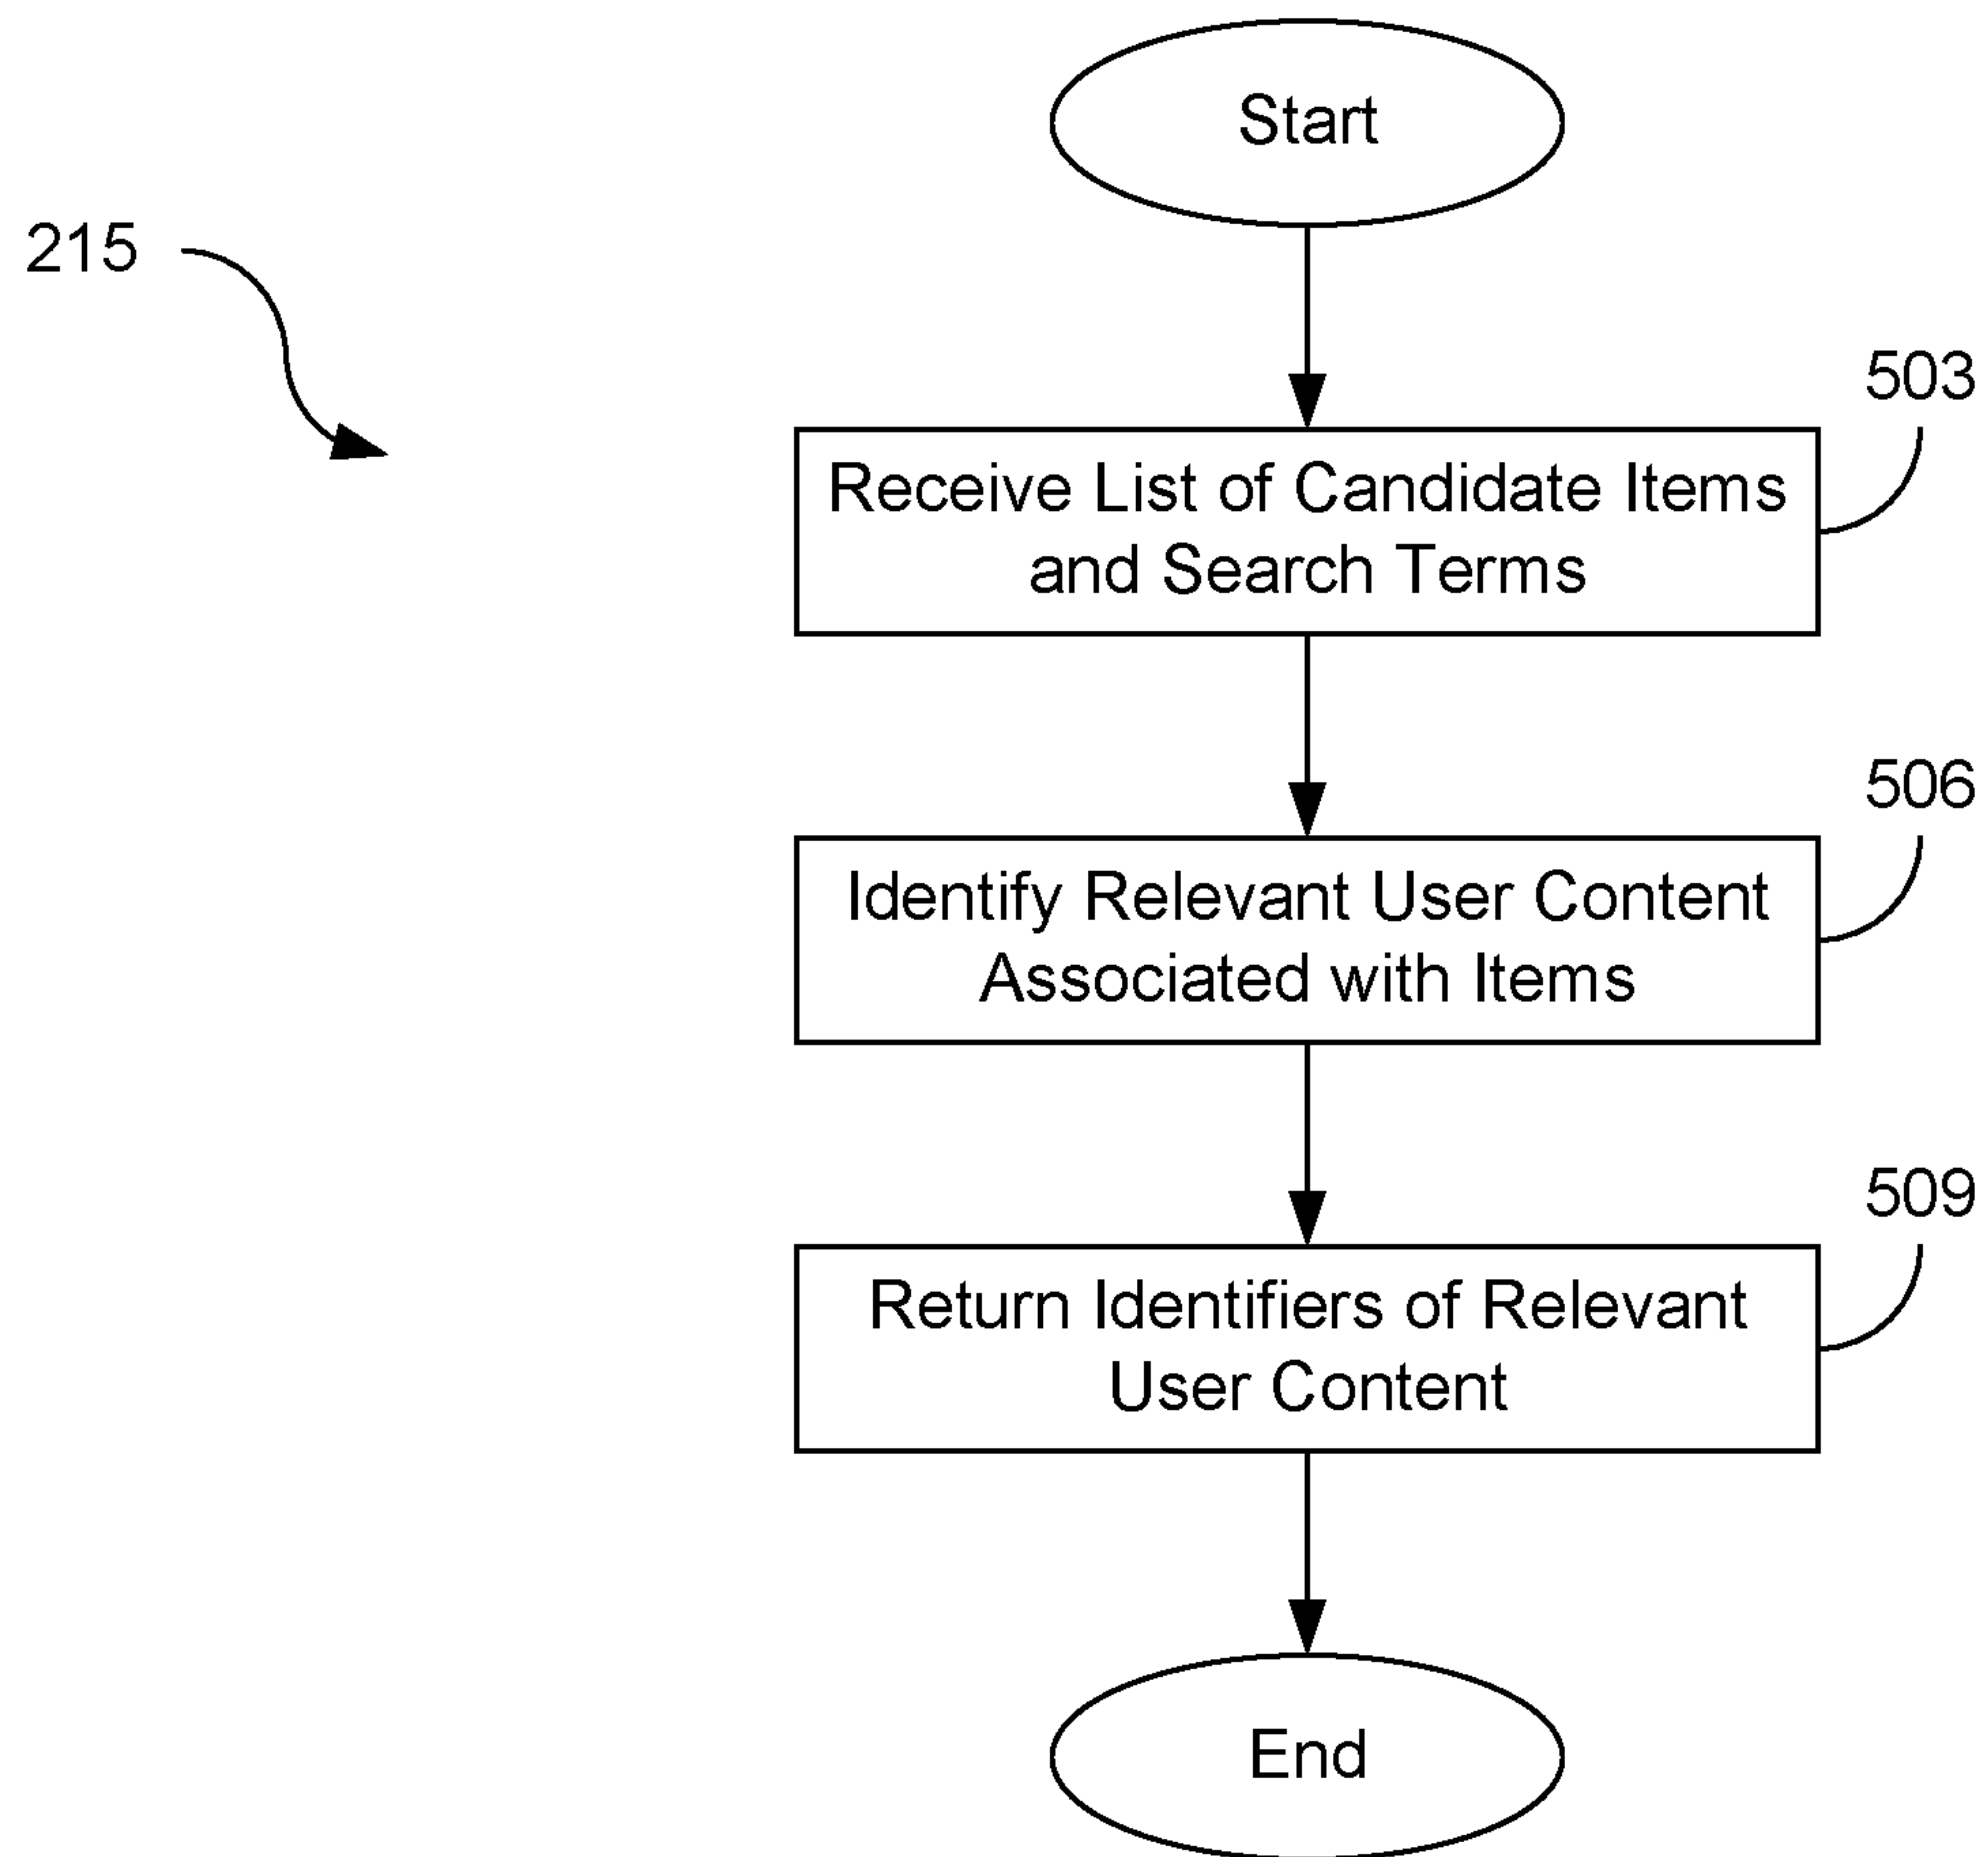 Start
215
503
Receive List of Candidate Items
and Search Terms
506
Identify Relevant User Content
Associated with Items
509
Return Identifiers of Relevant
User Content
End